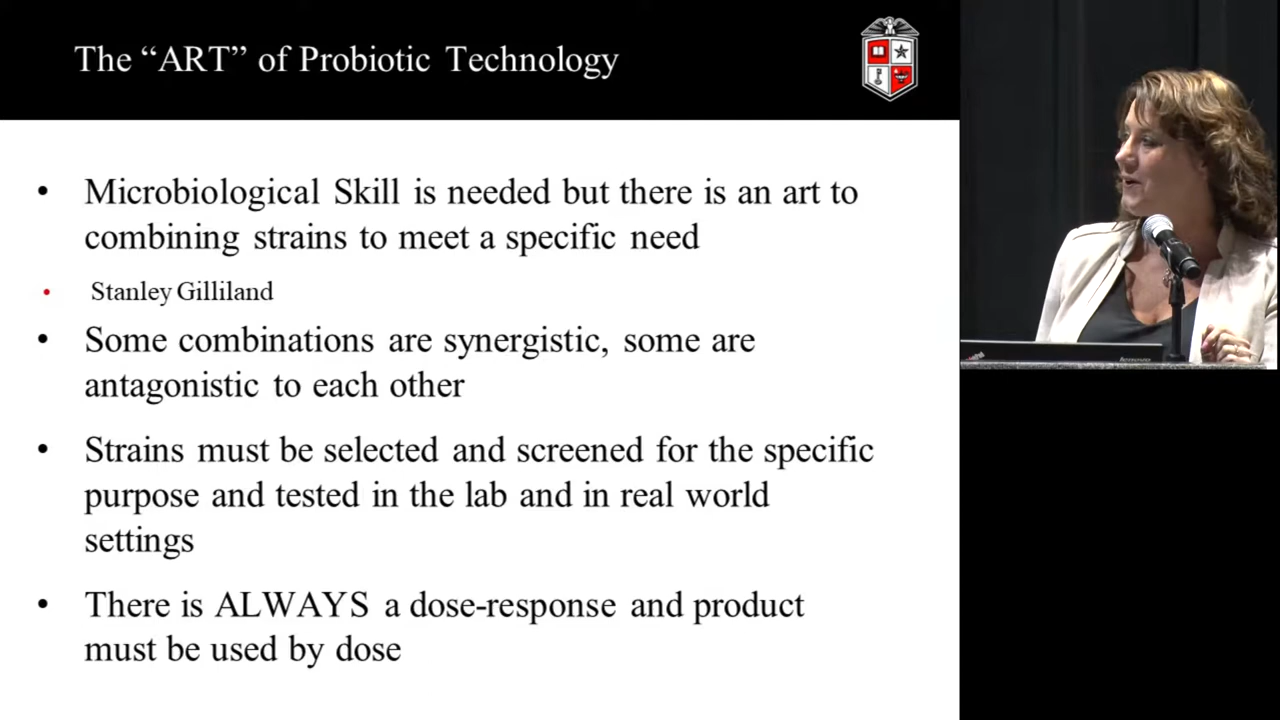 The “ART” of Probiotic Technology
• Microbiological Skill is needed but there is an art to
combining strains to meet a specific need
• Stanley Gilliland
• Some combinations are synergistic, some are
antagonistic to each other
• Strains must be selected and screened for the specific
purpose and tested in the lab and in real world
settings
• There is ALWAYS a dose-response and product
must be used by dose